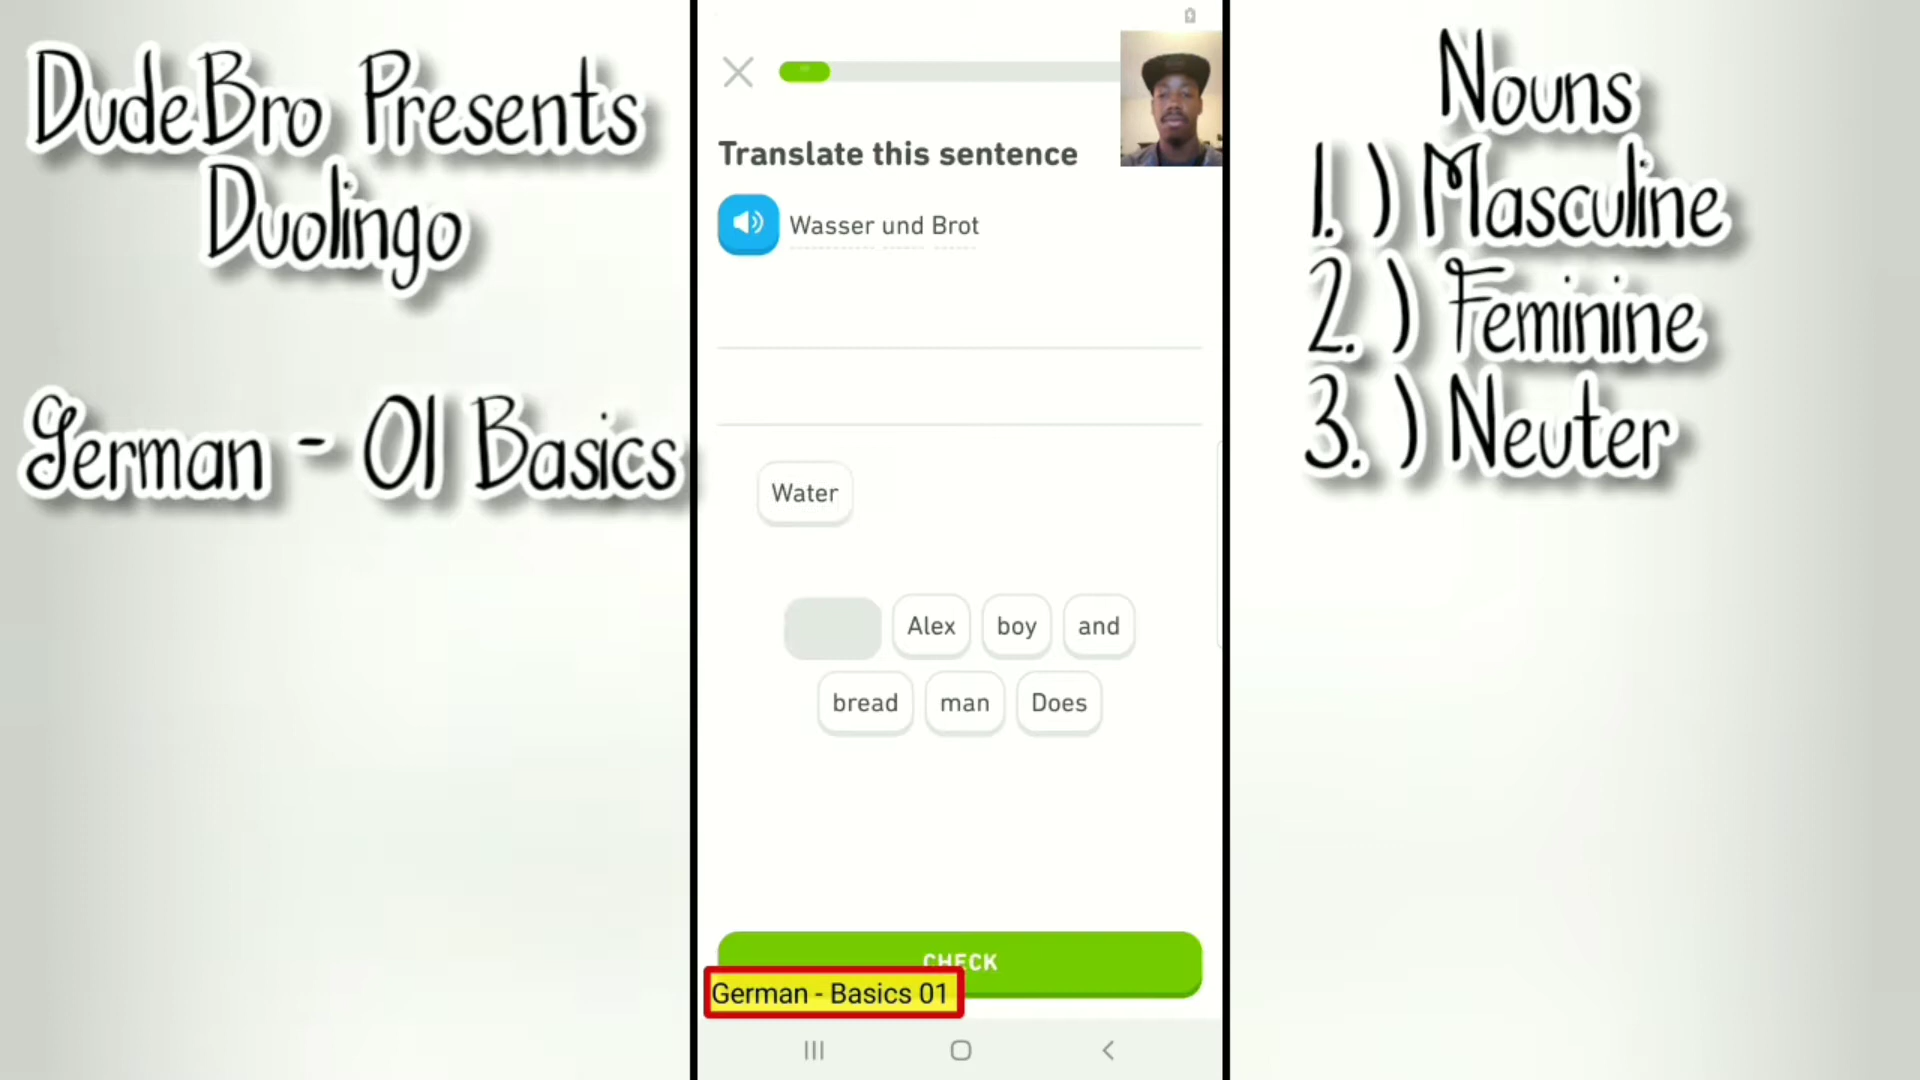 DudeBro Presents
Duolingo
German - 01 Basics
Translate this sentence
Wasser und Brot
Water
Alex boy and
bread man Does
CHECK
German - Basics 01
Nouns
1. ) Masculine
2. ) Feminine
3. ) Neuter